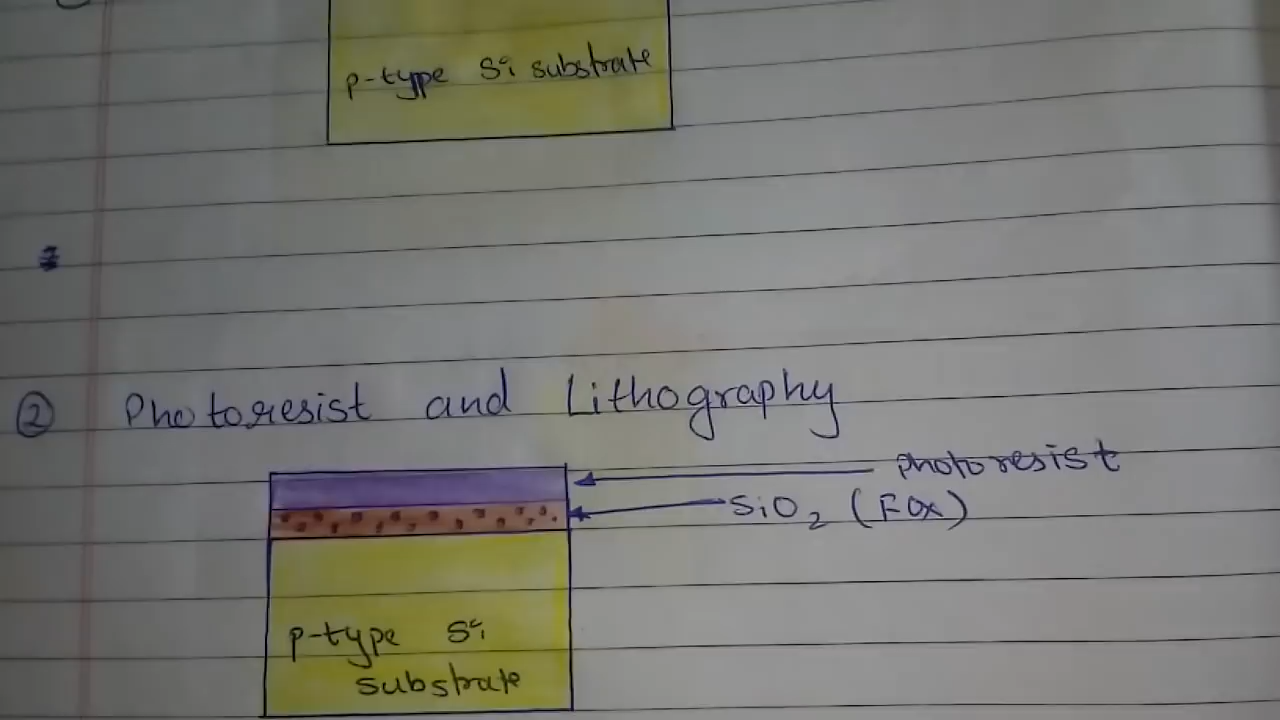 p-type Si substrate
② Photoresist and Lithography
photoresist
SiO₂ (FOX)
p-type Si
substrate